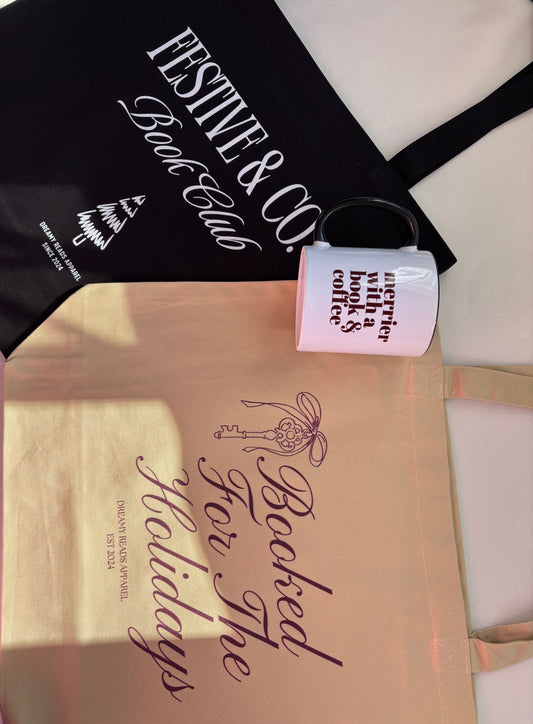 FESTIVE & CO.
Book Club
DREAMY READS APPAREL
SINCE 2024
merrier
with a
book &
coffee
Booked
For The
Holidays
DREAMY READS APPAREL
EST 2024